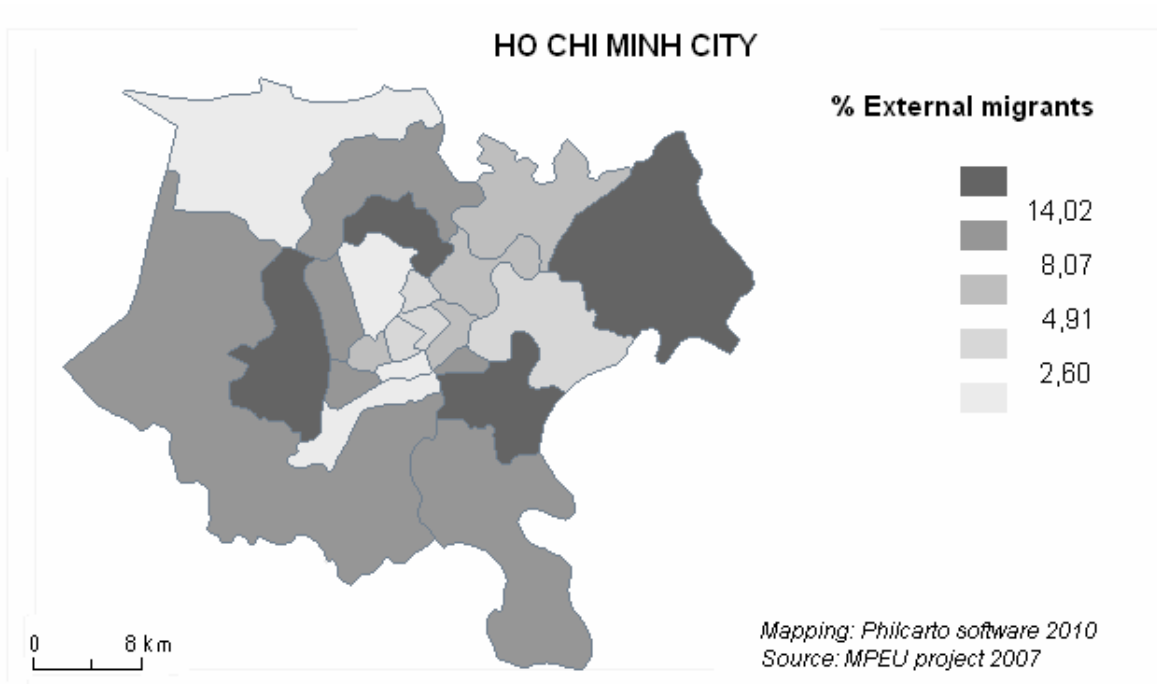 HO CHI MINH CITY
% External migrants
14,02
8,07
4,91
2,60
0 8 km
Mapping: Philcarto software 2010
Source: MPEU project 2007